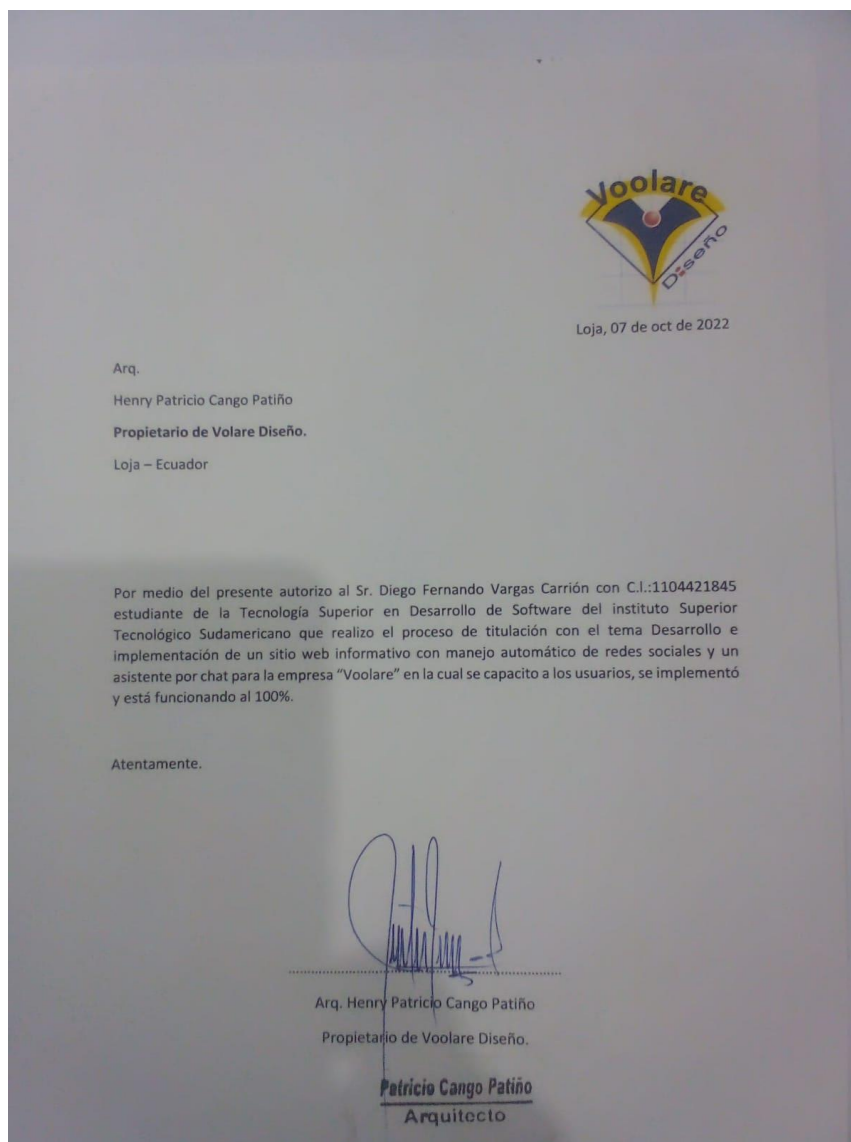 Voolare
Diseño
Loja, 07 de oct de 2022
Arq.
Henry Patricio Cango Patiño
Propietario de Volare Diseño.
Loja – Ecuador
Por medio del presente autorizo al Sr. Diego Fernando Vargas Carrión con C.I.:1104421845
estudiante de la Tecnología Superior en Desarrollo de Software del instituto Superior
Tecnológico Sudamericano que realizo el proceso de titulación con el tema Desarrollo e
implementación de un sitio web informativo con manejo automático de redes sociales y un
asistente por chat para la empresa “Voolare” en la cual se capacito a los usuarios, se implementó
y está funcionando al 100%.
Atentamente.
Arq. Henry Patricio Cango Patiño
Propietario de Voolare Diseño.
Patricio Cango Patiño
Arquitecto